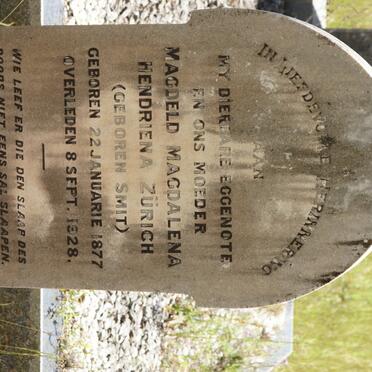 IN LIEFDEVOLLE HERINNERING
AAN
MY DIERBARE EGGENOTE,
EN ONS MOEDER
MAGDELD MAGDALENA
HENDRIENA ZÜRICH
(GEBOREN SMIT)
GEBOREN 22 JANUARIE 1877
OVERLEDEN 8 SEPT. 1928.
WIE LEEF ER DIE DEN SLAAP DES
DOODS NIET EENS SAL SLAAPEN.